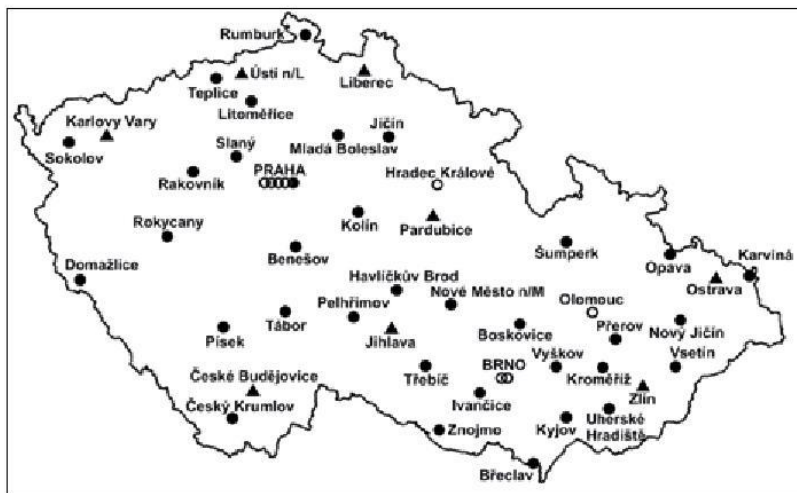 Rumburk
Ústí n/L
Teplice
Liberec
Litoměřice
Karlovy Vary
Jičín
Sokolov
Slaný
Mladá Boleslav
Rakovník
PRAHA
Hradec Králové
Rokycany
Kolín
Pardubice
Benešov
Šumperk
Opava
Karviná
Domažlice
Havlíčkův Brod
Ostrava
Pelhřimov
Nové Město n/M
Olomouc
Tábor
Písek
Jihlava
Boskovice
Přerov
Nový Jičín
BRNO
Vyškov
Vsetín
České Budějovice
Třebíč
Kroměříž
Zlín
Český Krumlov
Ivančice
Uherské
Hradiště
Znojmo
Kyjov
Břeclav